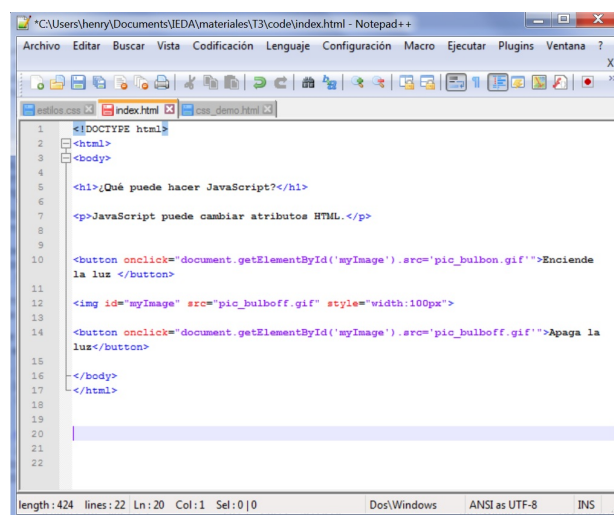 *C:\Users\henry\Documents\IEDA\materiales\T3\code\index.html - Notepad++
Archivo Editar Buscar Vista Codificación Lenguaje Configuración Macro Ejecutar Plugins Ventana ?
X
estilos.css index.html css_demo.html
1 <!DOCTYPE html>
2 <html>
3 <body>
4
5 <h1>¿Qué puede hacer JavaScript?</h1>
6
7 <p>JavaScript puede cambiar atributos HTML.</p>
8
9
10 <button onclick="document.getElementById('myImage').src='pic_bulbon.gif'">Enciende
la luz </button>
11
12 <img id="myImage" src="pic_bulboff.gif" style="width:100px">
13
14 <button onclick="document.getElementById('myImage').src='pic_bulboff.gif'">Apaga la
luz</button>
15
16 </body>
17 </html>
18
19
20
21
22
length : 424 lines : 22 Ln : 20 Col : 1 Sel : 0 | 0 Dos\Windows ANSI as UTF-8 INS